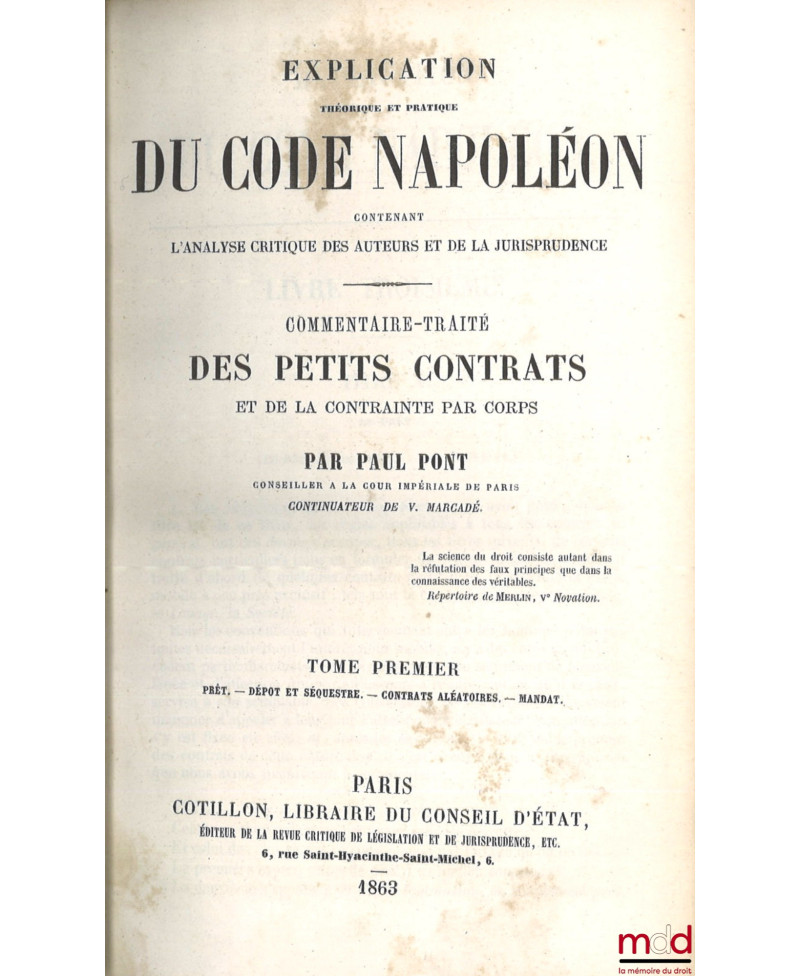 EXPLICATION
THÉORIQUE ET PRATIQUE
DU CODE NAPOLÉON
CONTENANT
L'ANALYSE CRITIQUE DES AUTEURS ET DE LA JURISPRUDENCE
COMMENTAIRE-TRAITÉ
DES PETITS CONTRATS
ET DE LA CONTRAINTE PAR CORPS
PAR PAUL PONT
CONSEILLER A LA COUR IMPÉRIALE DE PARIS
CONTINUATEUR DE V. MARCADÉ.
La science du droit consiste autant dans
la réfutation des faux principes que dans la
connaissance des véritables.
Répertoire de MERLIN, Vº Novation.
TOME PREMIER
PRÊT. — DÉPÔT ET SÉQUESTRE. — CONTRATS ALÉATOIRES. — MANDAT.
PARIS
COTILLON, LIBRAIRE DU CONSEIL D'ÉTAT,
ÉDITEUR DE LA REVUE CRITIQUE DE LÉGISLATION ET DE JURISPRUDENCE, ETC.
6, rue Saint-Hyacinthe-Saint-Michel, 6.
1863
mdd
la mémoire du droit